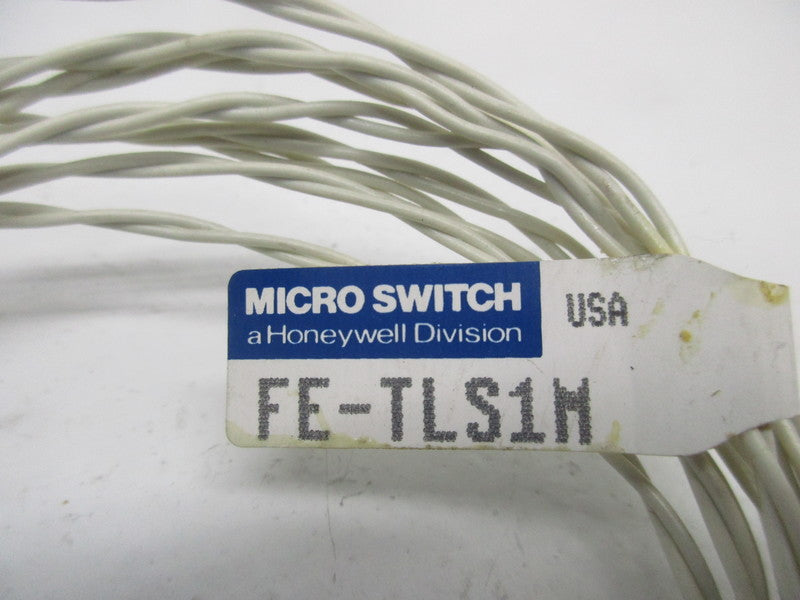 MICRO SWITCH
a Honeywell Division
USA
FE-TLS1M